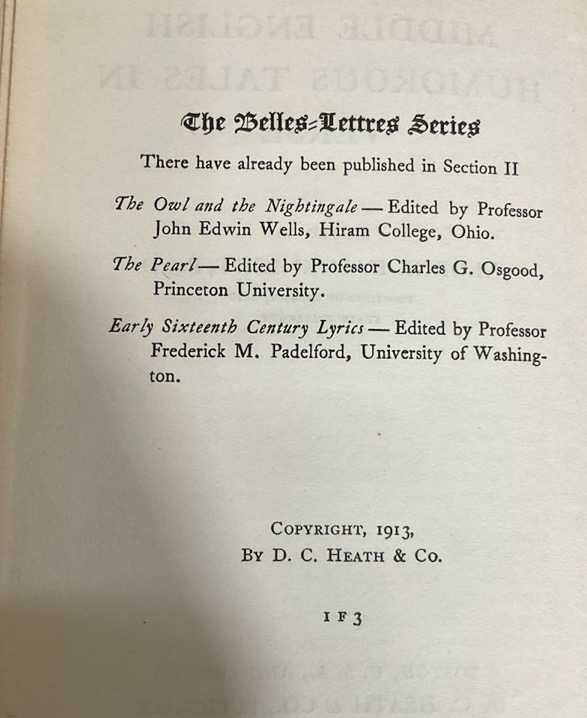 The Belles-Lettres Series
There have already been published in Section II
The Owl and the Nightingale — Edited by Professor
John Edwin Wells, Hiram College, Ohio.
The Pearl — Edited by Professor Charles G. Osgood,
Princeton University.
Early Sixteenth Century Lyrics — Edited by Professor
Frederick M. Padelford, University of Washing-
ton.
Copyright, 1913,
By D. C. Heath & Co.
1 F 3